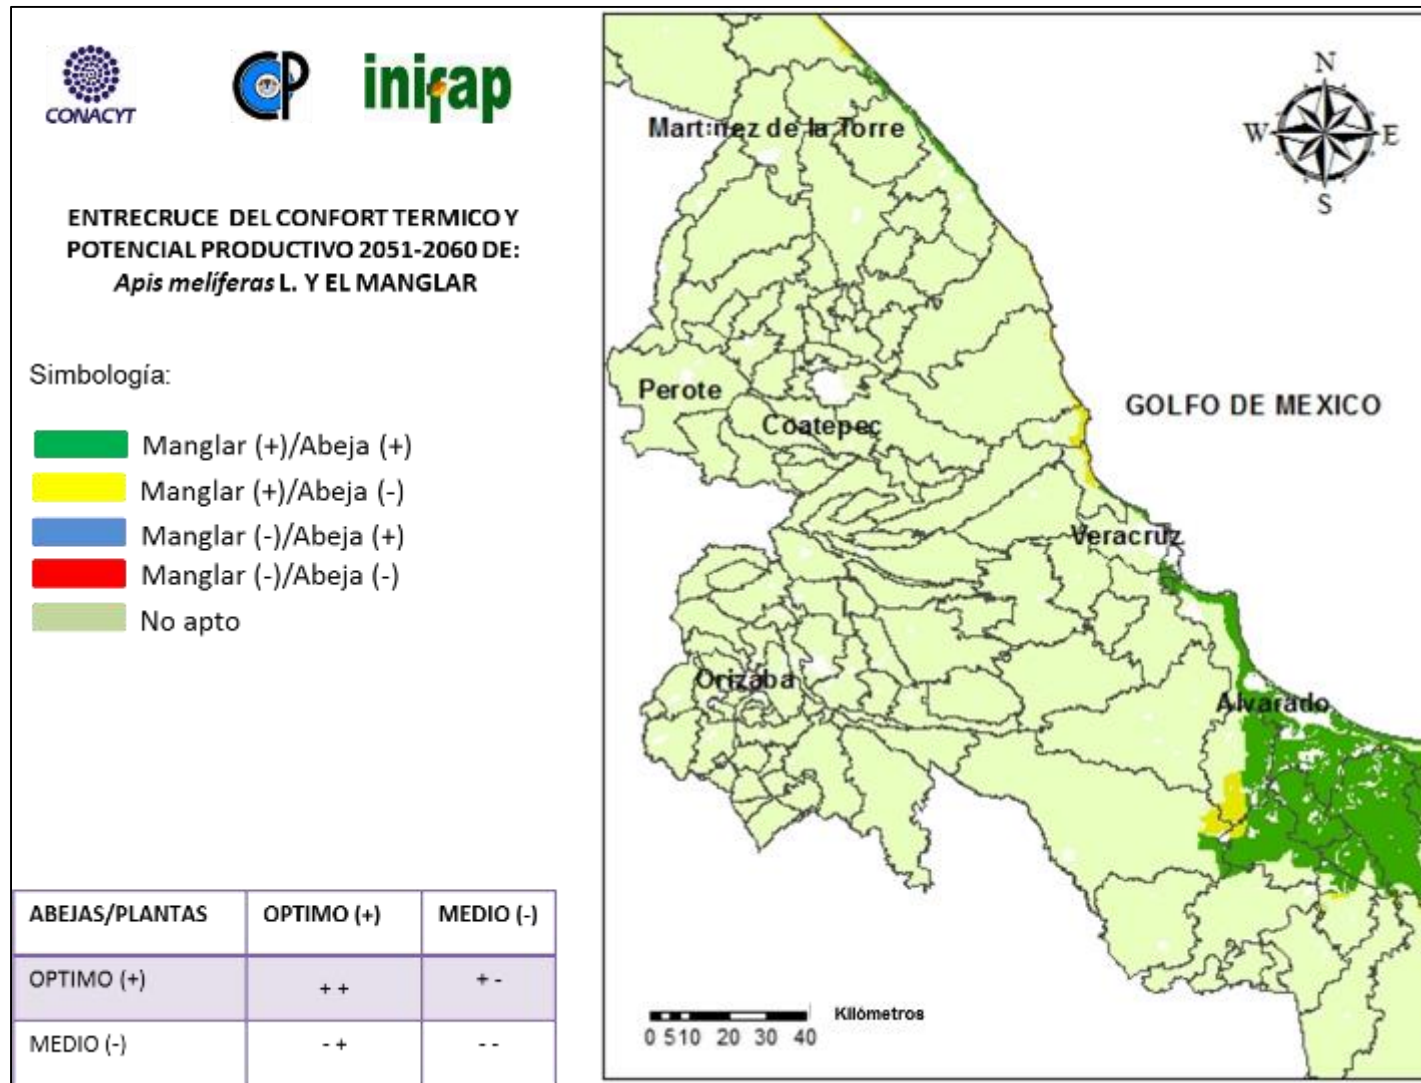 CONACYT
CP
inifap
ENTRECRUCE DEL CONFORT TERMICO Y
POTENCIAL PRODUCTIVO 2051-2060 DE:
Apis melíferas L. Y EL MANGLAR
Simbología:
Manglar (+)/Abeja (+)
Manglar (+)/Abeja (-)
Manglar (-)/Abeja (+)
Manglar (-)/Abeja (-)
No apto
ABEJAS/PLANTAS OPTIMO (+) MEDIO (-)
OPTIMO (+) + + + -
MEDIO (-) - + - -
N
W E
S
Martínez de la Torre
Perote
Coatepec
GOLFO DE MEXICO
Veracruz
Orizaba
Alvarado
Kilómetros
0 5 10 20 30 40